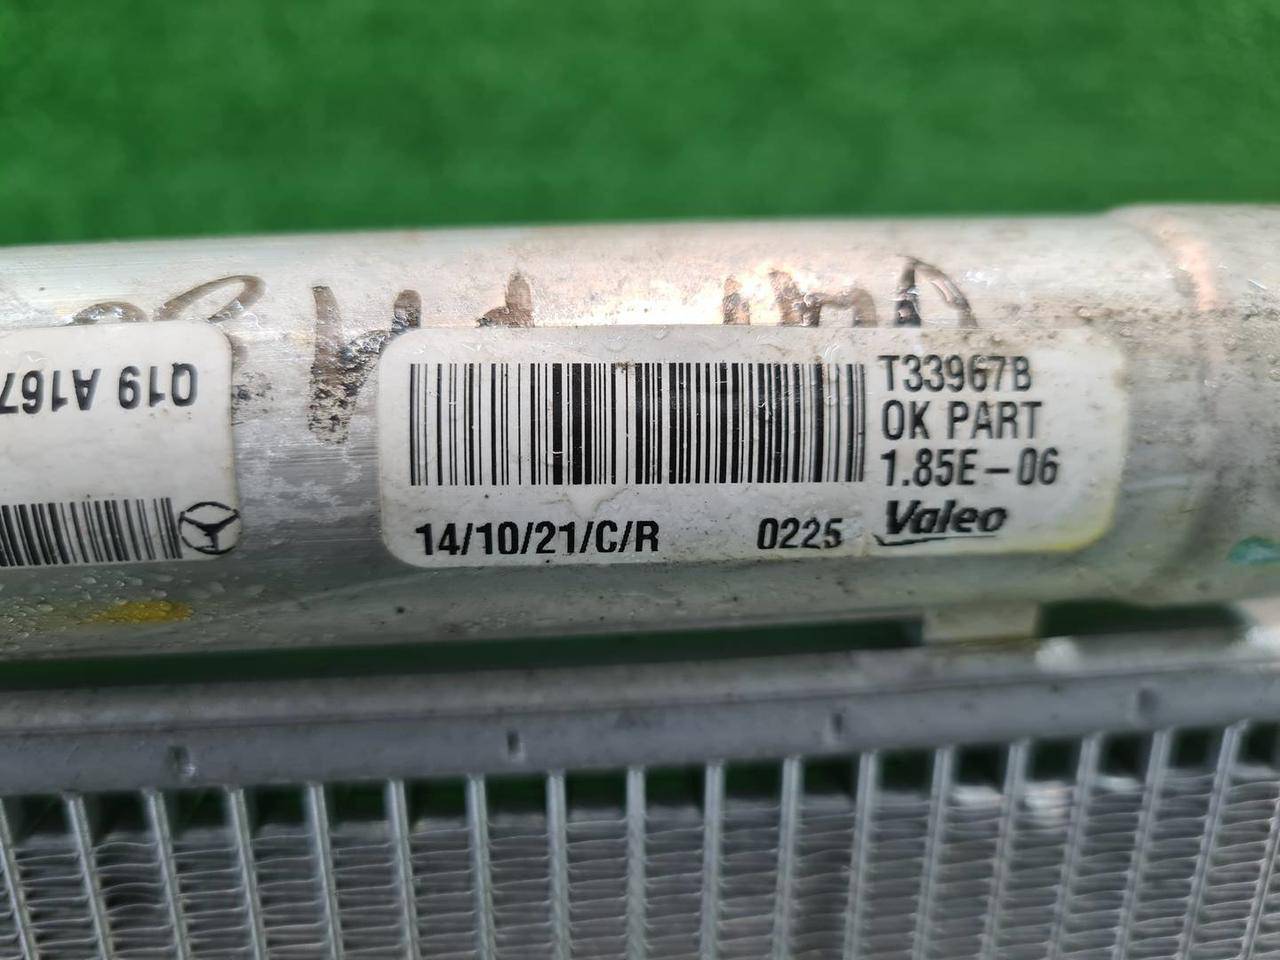 Q19 A167
T33967B
OK PART
1.85E-06
14/10/21/C/R 0225 Valeo